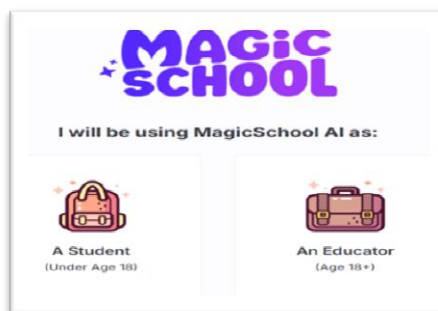 MAGiC
SCHOOL
I will be using MagicSchool AI as:
A Student
(Under Age 18)
An Educator
(Age 18+)